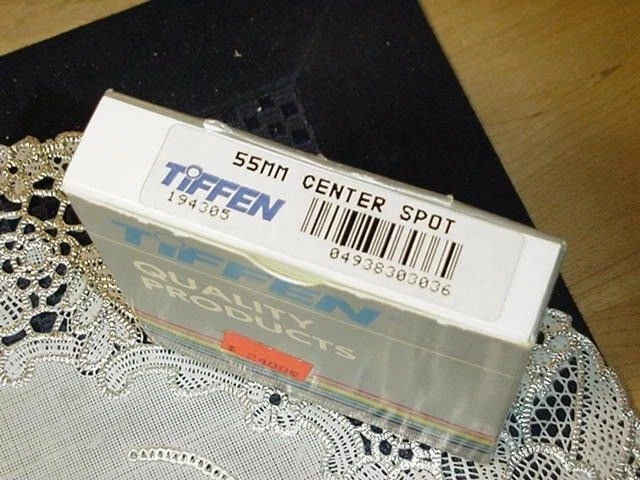 55MM CENTER SPOT
TIFFEN
194305
04938303036
TIFFEN
QUALITY
PRODUCTS